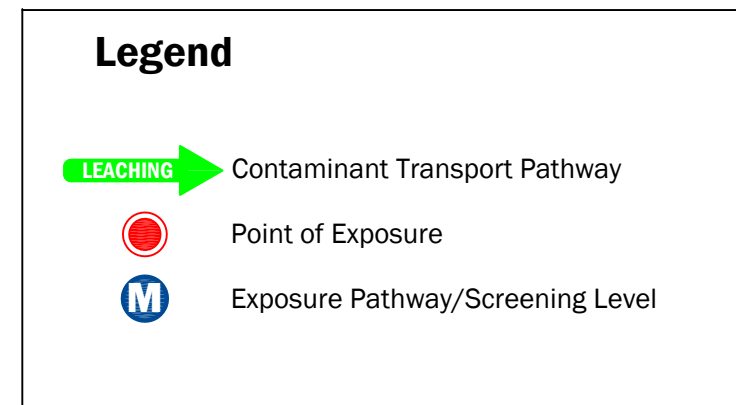 Legend
LEACHING Contaminant Transport Pathway
Point of Exposure
M Exposure Pathway/Screening Level